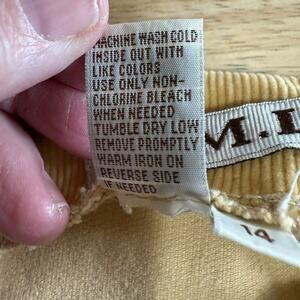 MACHINE WASH COLD
INSIDE OUT WITH
LIKE COLORS
USE ONLY NON-
CHLORINE BLEACH
WHEN NEEDED
TUMBLE DRY LOW
REMOVE PROMPTLY
WARM IRON ON
REVERSE SIDE
IF NEEDED
M.I
14